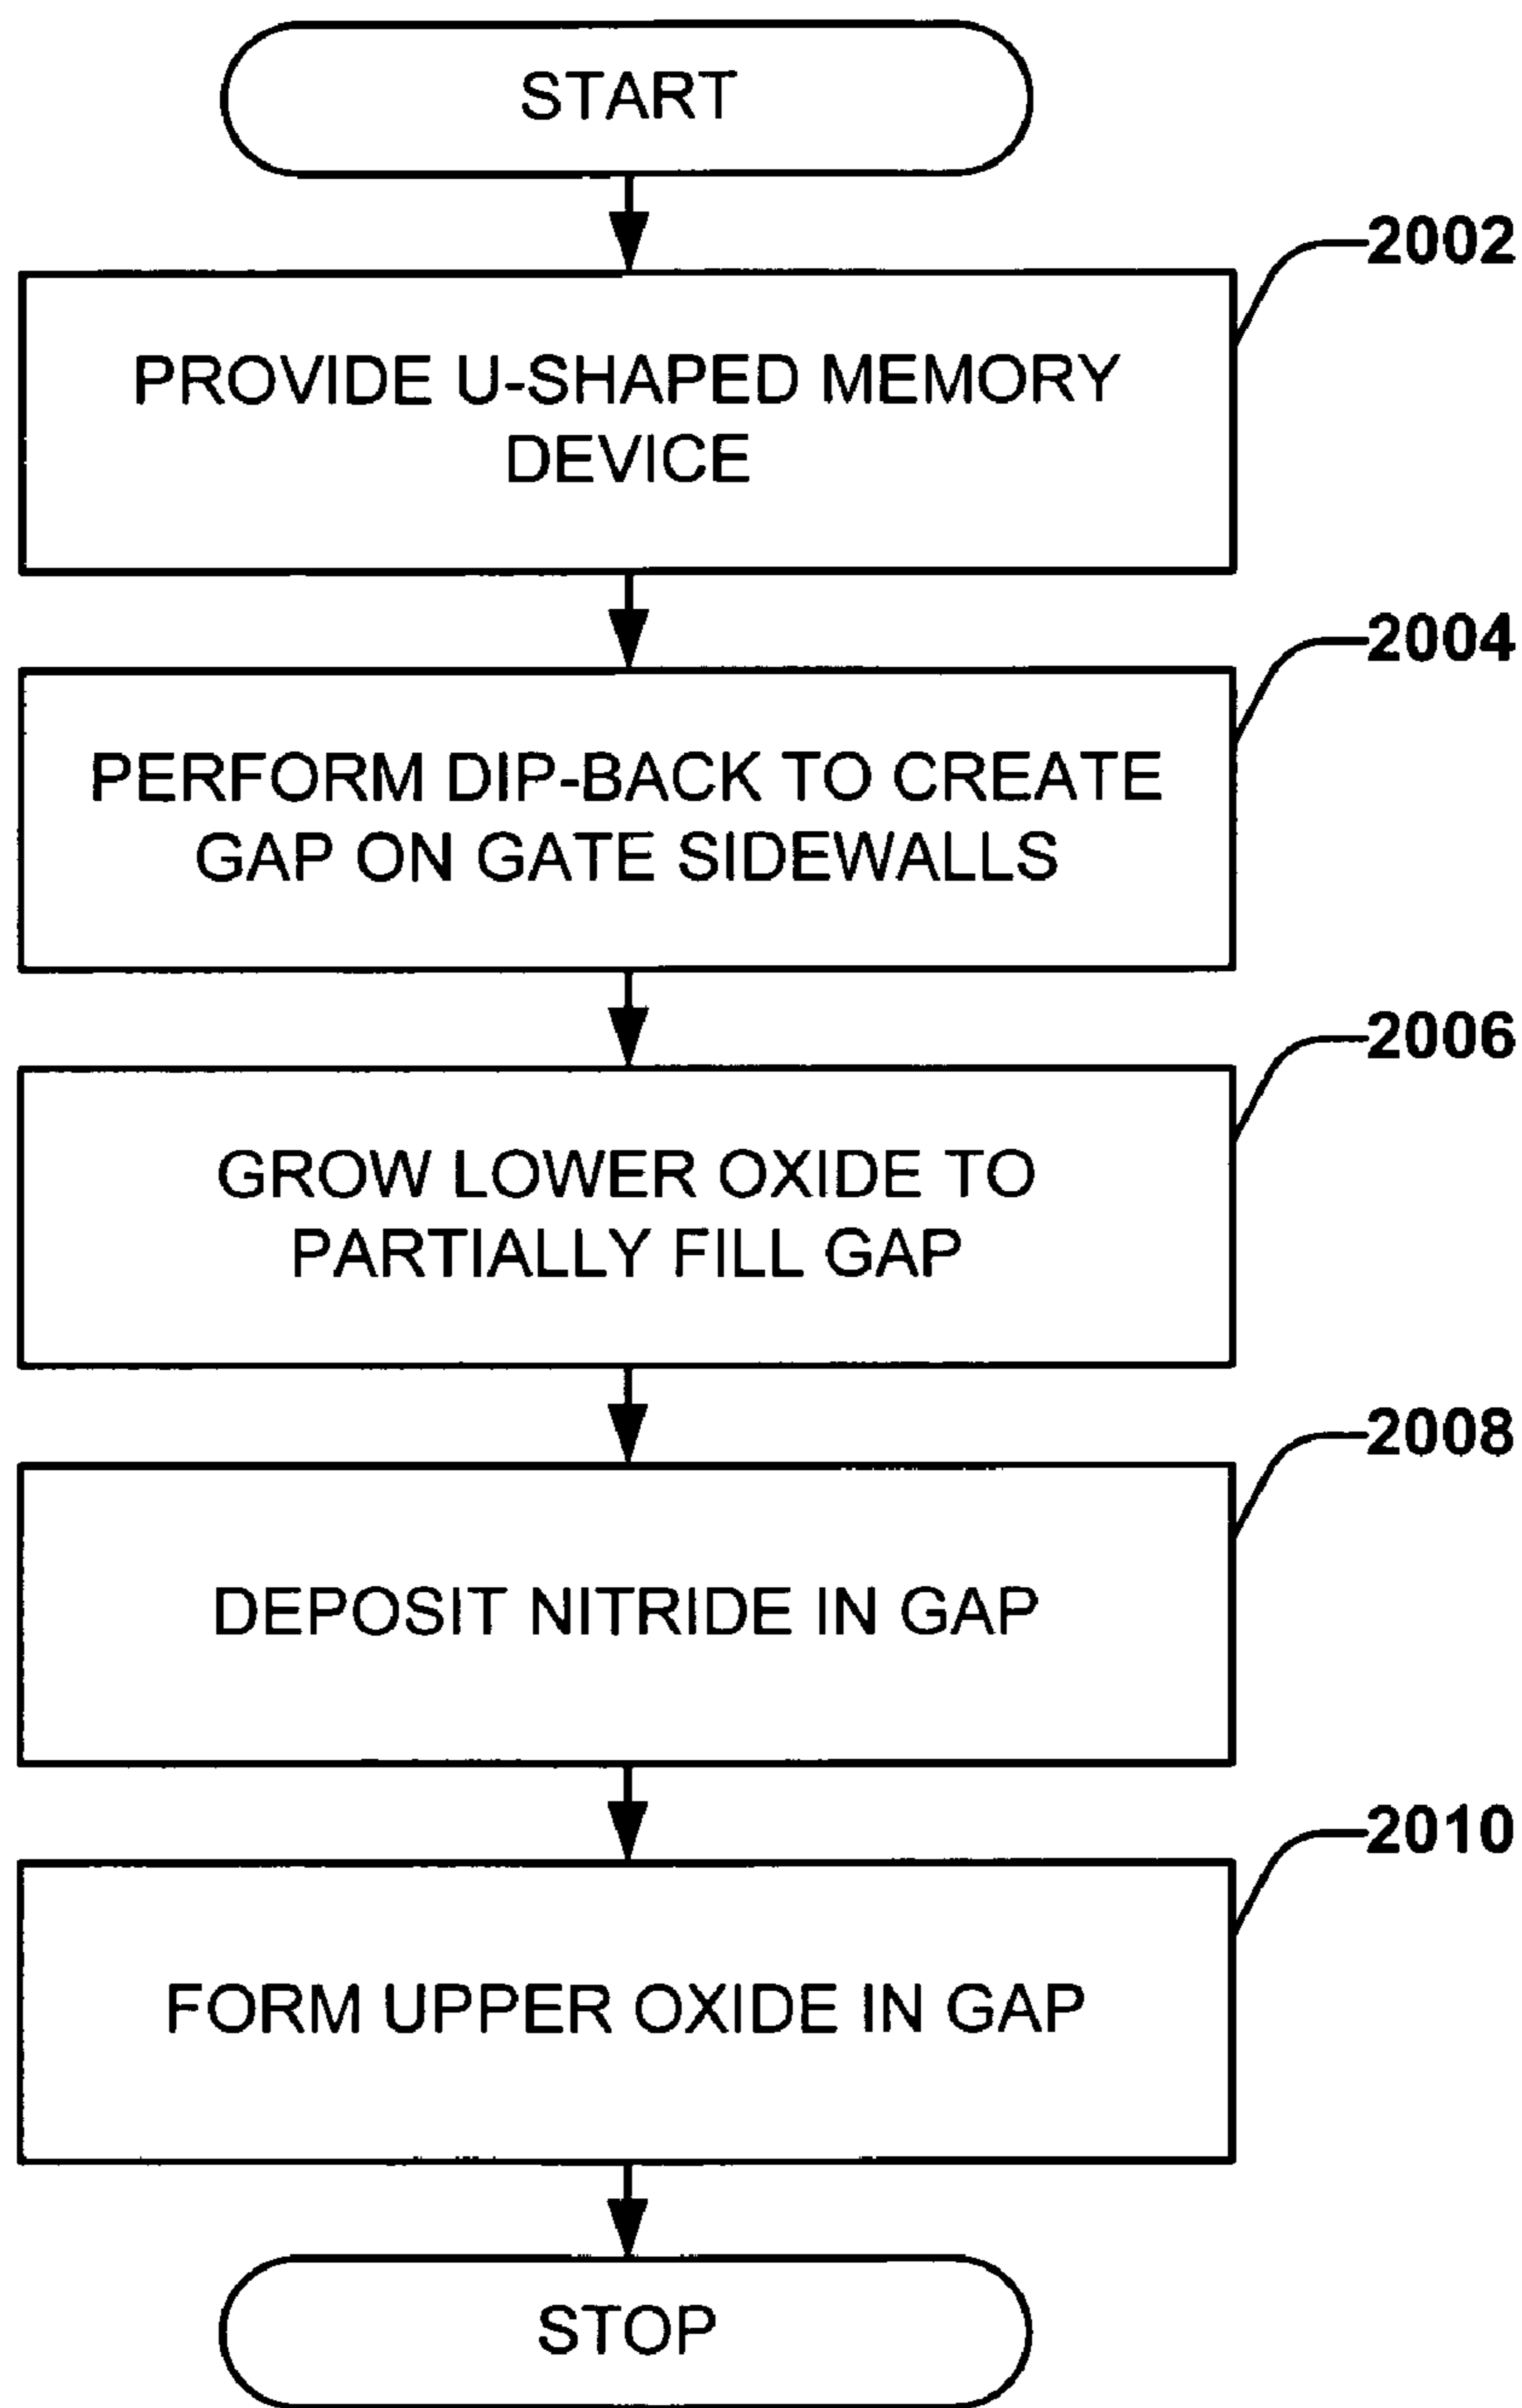 START
2002
PROVIDE U-SHAPED MEMORY
DEVICE
2004
PERFORM DIP-BACK TO CREATE
GAP ON GATE SIDEWALLS
2006
GROW LOWER OXIDE TO
PARTIALLY FILL GAP
2008
DEPOSIT NITRIDE IN GAP
2010
FORM UPPER OXIDE IN GAP
STOP